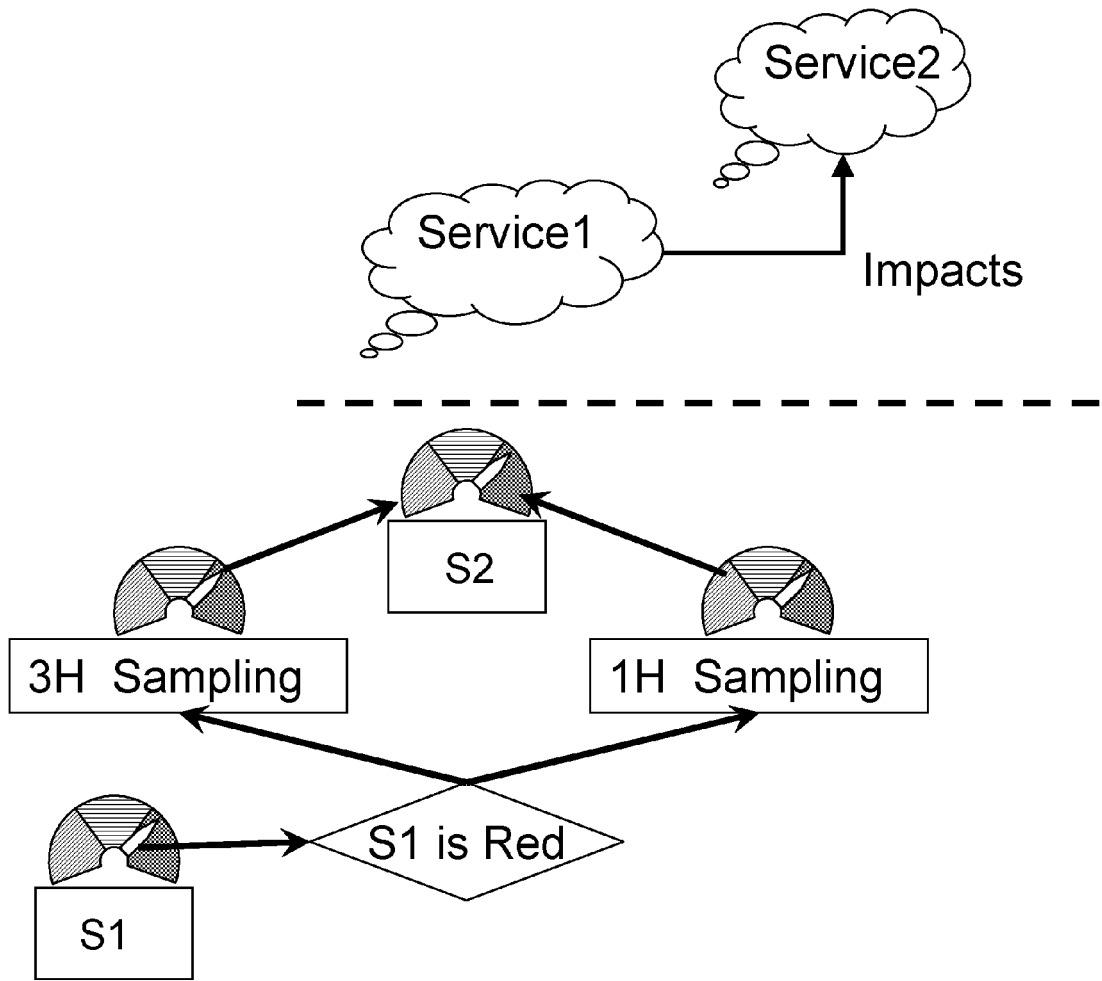 Service2
Service1
Impacts
S2
3H Sampling
1H Sampling
S1 is Red
S1